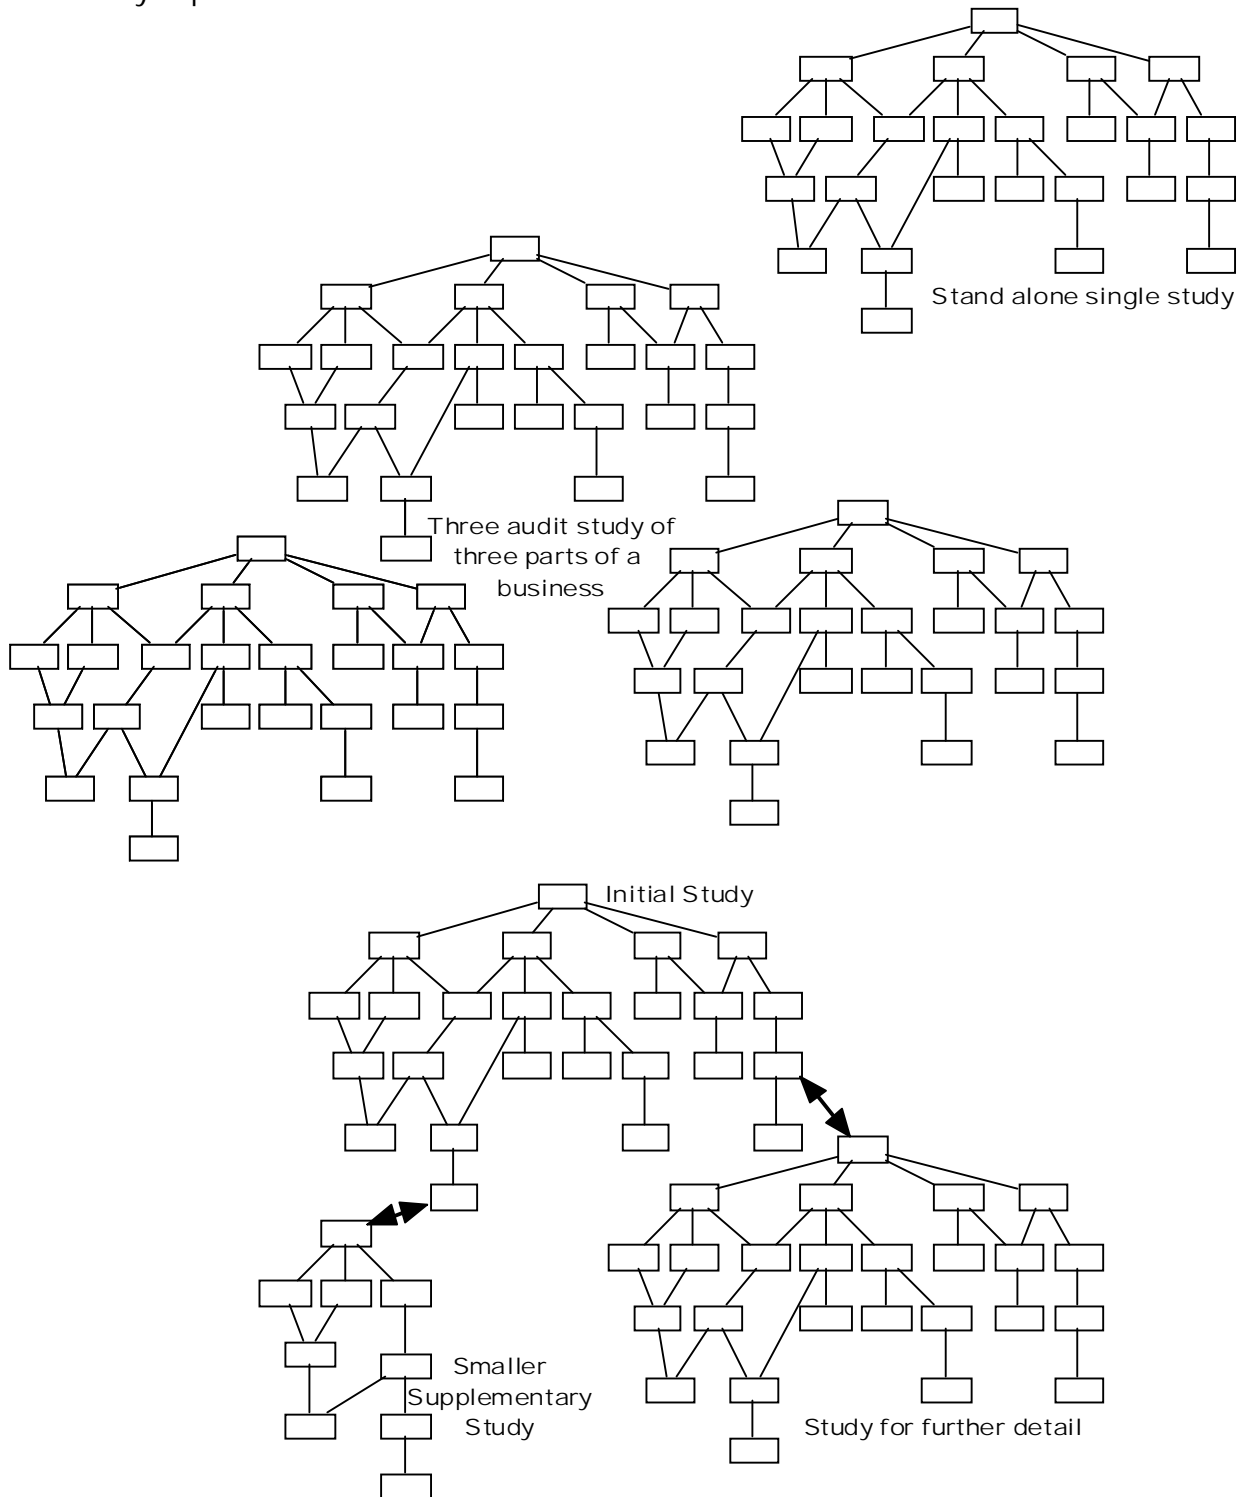 Stand alone single study
Three audit study of
three parts of a
business
Initial Study
Smaller
Supplementary
Study
Study for further detail